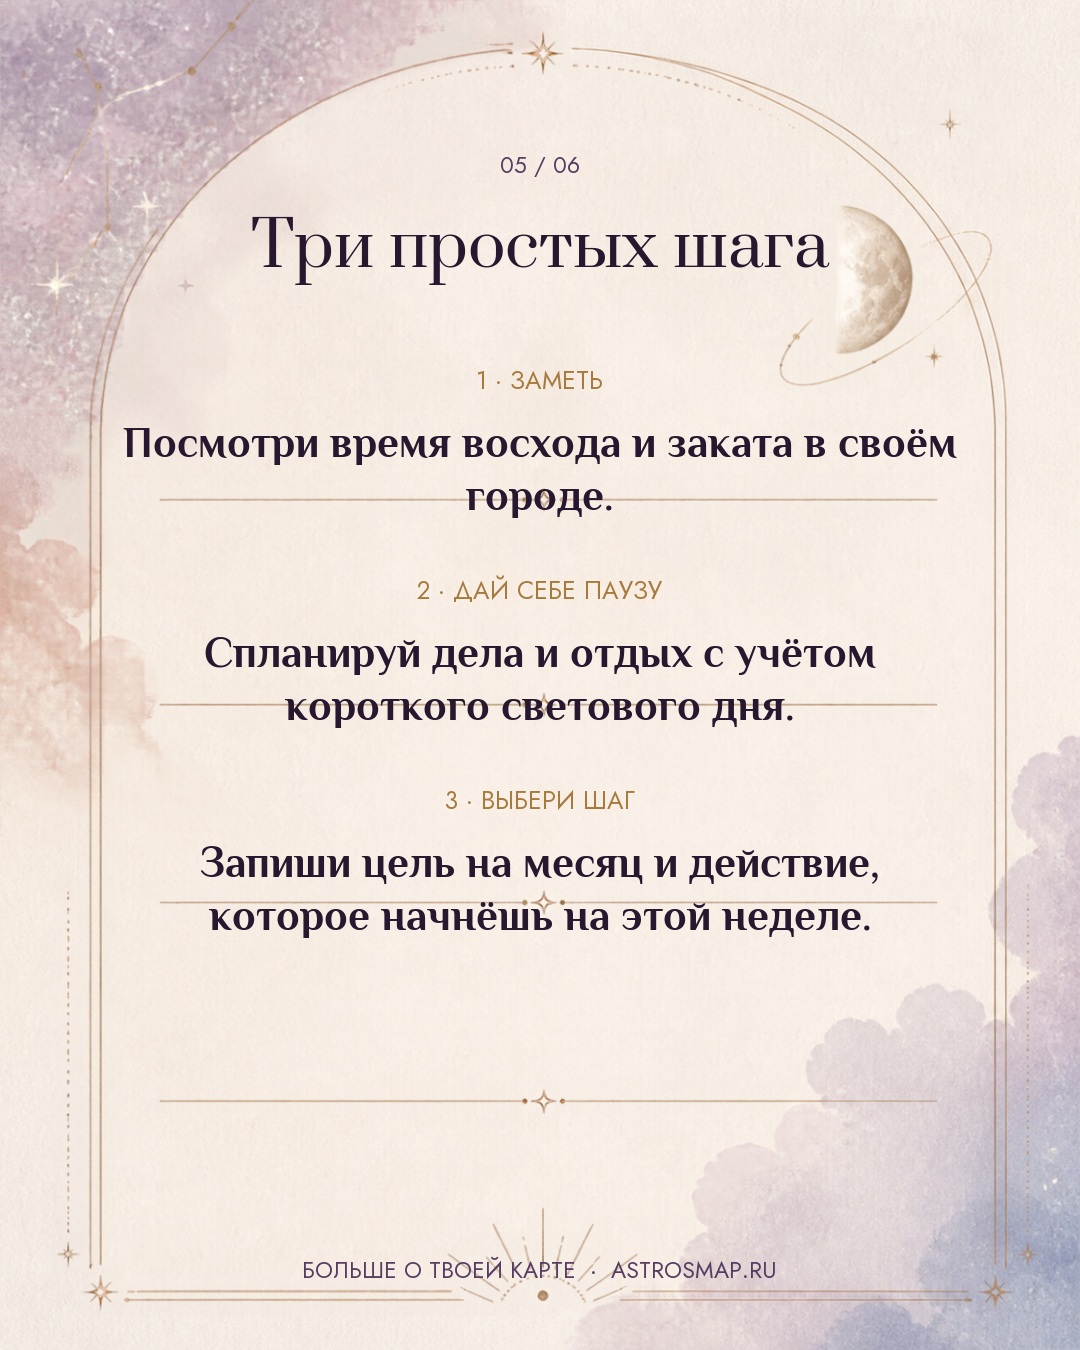 05 / 06
Три простых шага
1 · ЗАМЕТЬ
Посмотри время восхода и заката в своём
городе.
2 · ДАЙ СЕБЕ ПАУЗУ
Спланируй дела и отдых с учётом
короткого светового дня.
3 · ВЫБЕРИ ШАГ
Запиши цель на месяц и действие,
которое начнёшь на этой неделе.
БОЛЬШЕ О ТВОЕЙ КАРТЕ · ASTROSMAP.RU